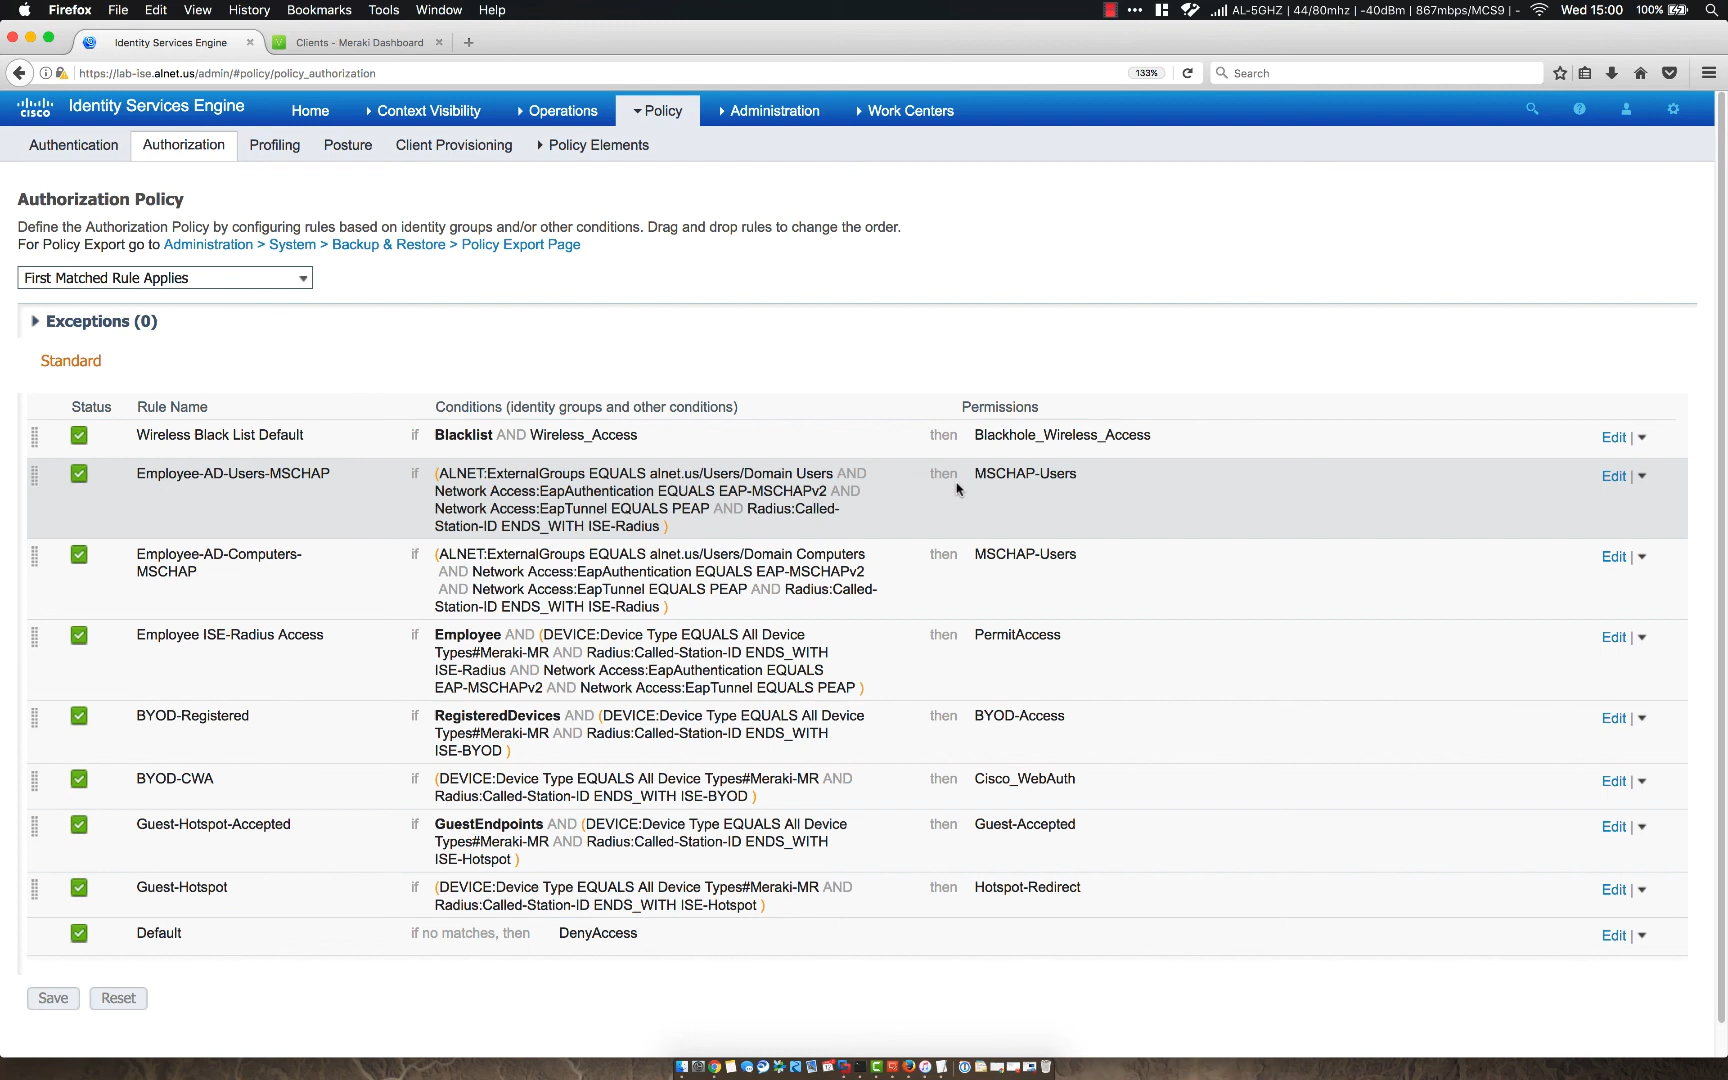 Firefox File Edit View History Bookmarks Tools Window Help
AL-5GHZ | 44/80mhz | -40dBm | 867mbps/MCS9 | - Wed 15:00 100%
Identity Services Engine
Clients - Meraki Dashboard
https://lab-ise.alnet.us/admin/#policy/policy_authorization
133%
Search
cisco
Identity Services Engine
Home Context Visibility Operations Policy Administration Work Centers
Authentication Authorization Profiling Posture Client Provisioning Policy Elements
Authorization Policy
Define the Authorization Policy by configuring rules based on identity groups and/or other conditions. Drag and drop rules to change the order.
For Policy Export go to Administration > System > Backup & Restore > Policy Export Page
First Matched Rule Applies
Exceptions (0)
Standard
Status Rule Name Conditions (identity groups and other conditions) Permissions
Wireless Black List Default if Blacklist AND Wireless_Access then Blackhole_Wireless_Access Edit |
Employee-AD-Users-MSCHAP if (ALNET:ExternalGroups EQUALS alnet.us/Users/Domain Users AND then MSCHAP-Users Edit |
Network Access:EapAuthentication EQUALS EAP-MSCHAPv2 AND
Network Access:EapTunnel EQUALS PEAP AND Radius:Called-
Station-ID ENDS_WITH ISE-Radius )
Employee-AD-Computers- if (ALNET:ExternalGroups EQUALS alnet.us/Users/Domain Computers then MSCHAP-Users Edit |
MSCHAP AND Network Access:EapAuthentication EQUALS EAP-MSCHAPv2
AND Network Access:EapTunnel EQUALS PEAP AND Radius:Called-
Station-ID ENDS_WITH ISE-Radius )
Employee ISE-Radius Access if Employee AND (DEVICE:Device Type EQUALS All Device then PermitAccess Edit |
Types#Meraki-MR AND Radius:Called-Station-ID ENDS_WITH
ISE-Radius AND Network Access:EapAuthentication EQUALS
EAP-MSCHAPv2 AND Network Access:EapTunnel EQUALS PEAP )
BYOD-Registered if RegisteredDevices AND (DEVICE:Device Type EQUALS All Device then BYOD-Access Edit |
Types#Meraki-MR AND Radius:Called-Station-ID ENDS_WITH
ISE-BYOD )
BYOD-CWA if (DEVICE:Device Type EQUALS All Device Types#Meraki-MR AND then Cisco_WebAuth Edit |
Radius:Called-Station-ID ENDS_WITH ISE-BYOD )
Guest-Hotspot-Accepted if GuestEndpoints AND (DEVICE:Device Type EQUALS All Device then Guest-Accepted Edit |
Types#Meraki-MR AND Radius:Called-Station-ID ENDS_WITH
ISE-Hotspot )
Guest-Hotspot if (DEVICE:Device Type EQUALS All Device Types#Meraki-MR AND then Hotspot-Redirect Edit |
Radius:Called-Station-ID ENDS_WITH ISE-Hotspot )
Default if no matches, then DenyAccess Edit |
Save Reset